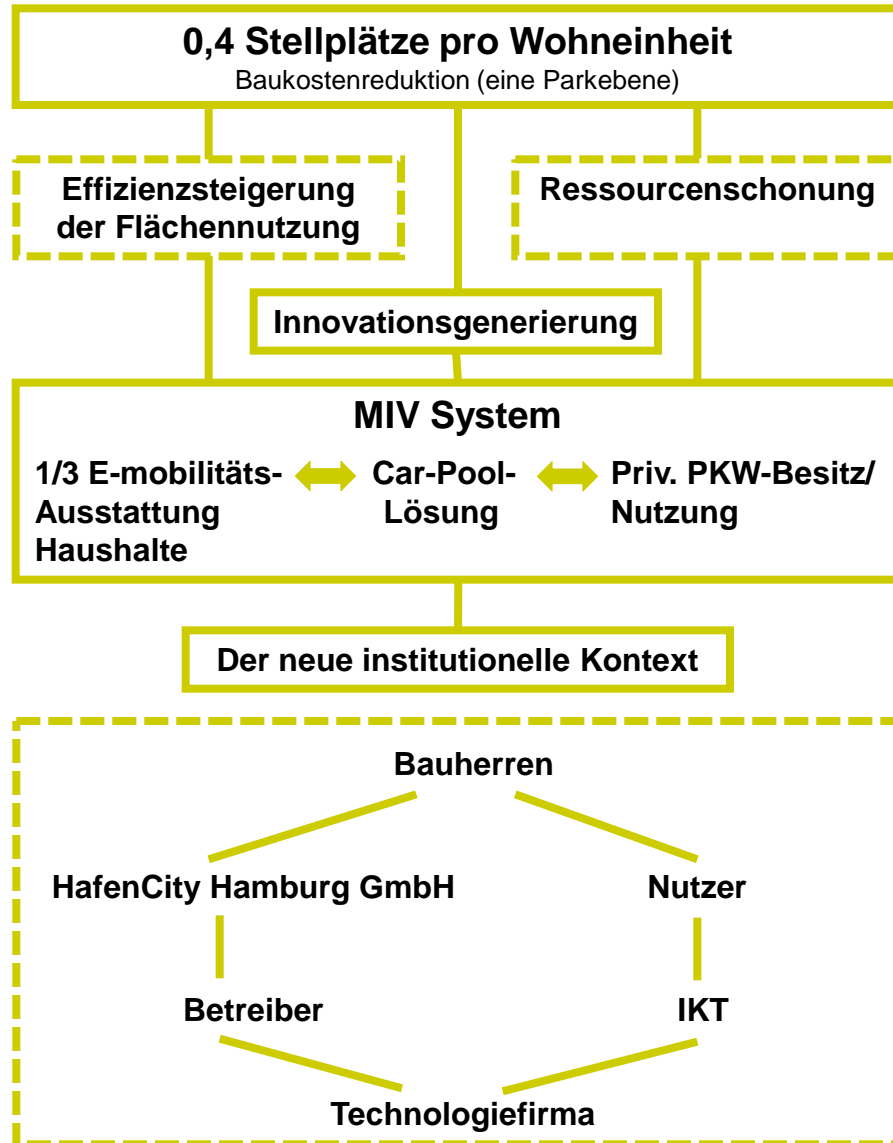 0,4 Stellplätze pro Wohneinheit
Baukostenreduktion (eine Parkebene)
Effizienzsteigerung
der Flächennutzung
Ressourcenschonung
Innovationsgenerierung
MIV System
1/3 E-mobilitäts-
Ausstattung
Haushalte
Car-Pool-
Lösung
Priv. PKW-Besitz/
Nutzung
Der neue institutionelle Kontext
Bauherren
HafenCity Hamburg GmbH
Nutzer
Betreiber
IKT
Technologiefirma